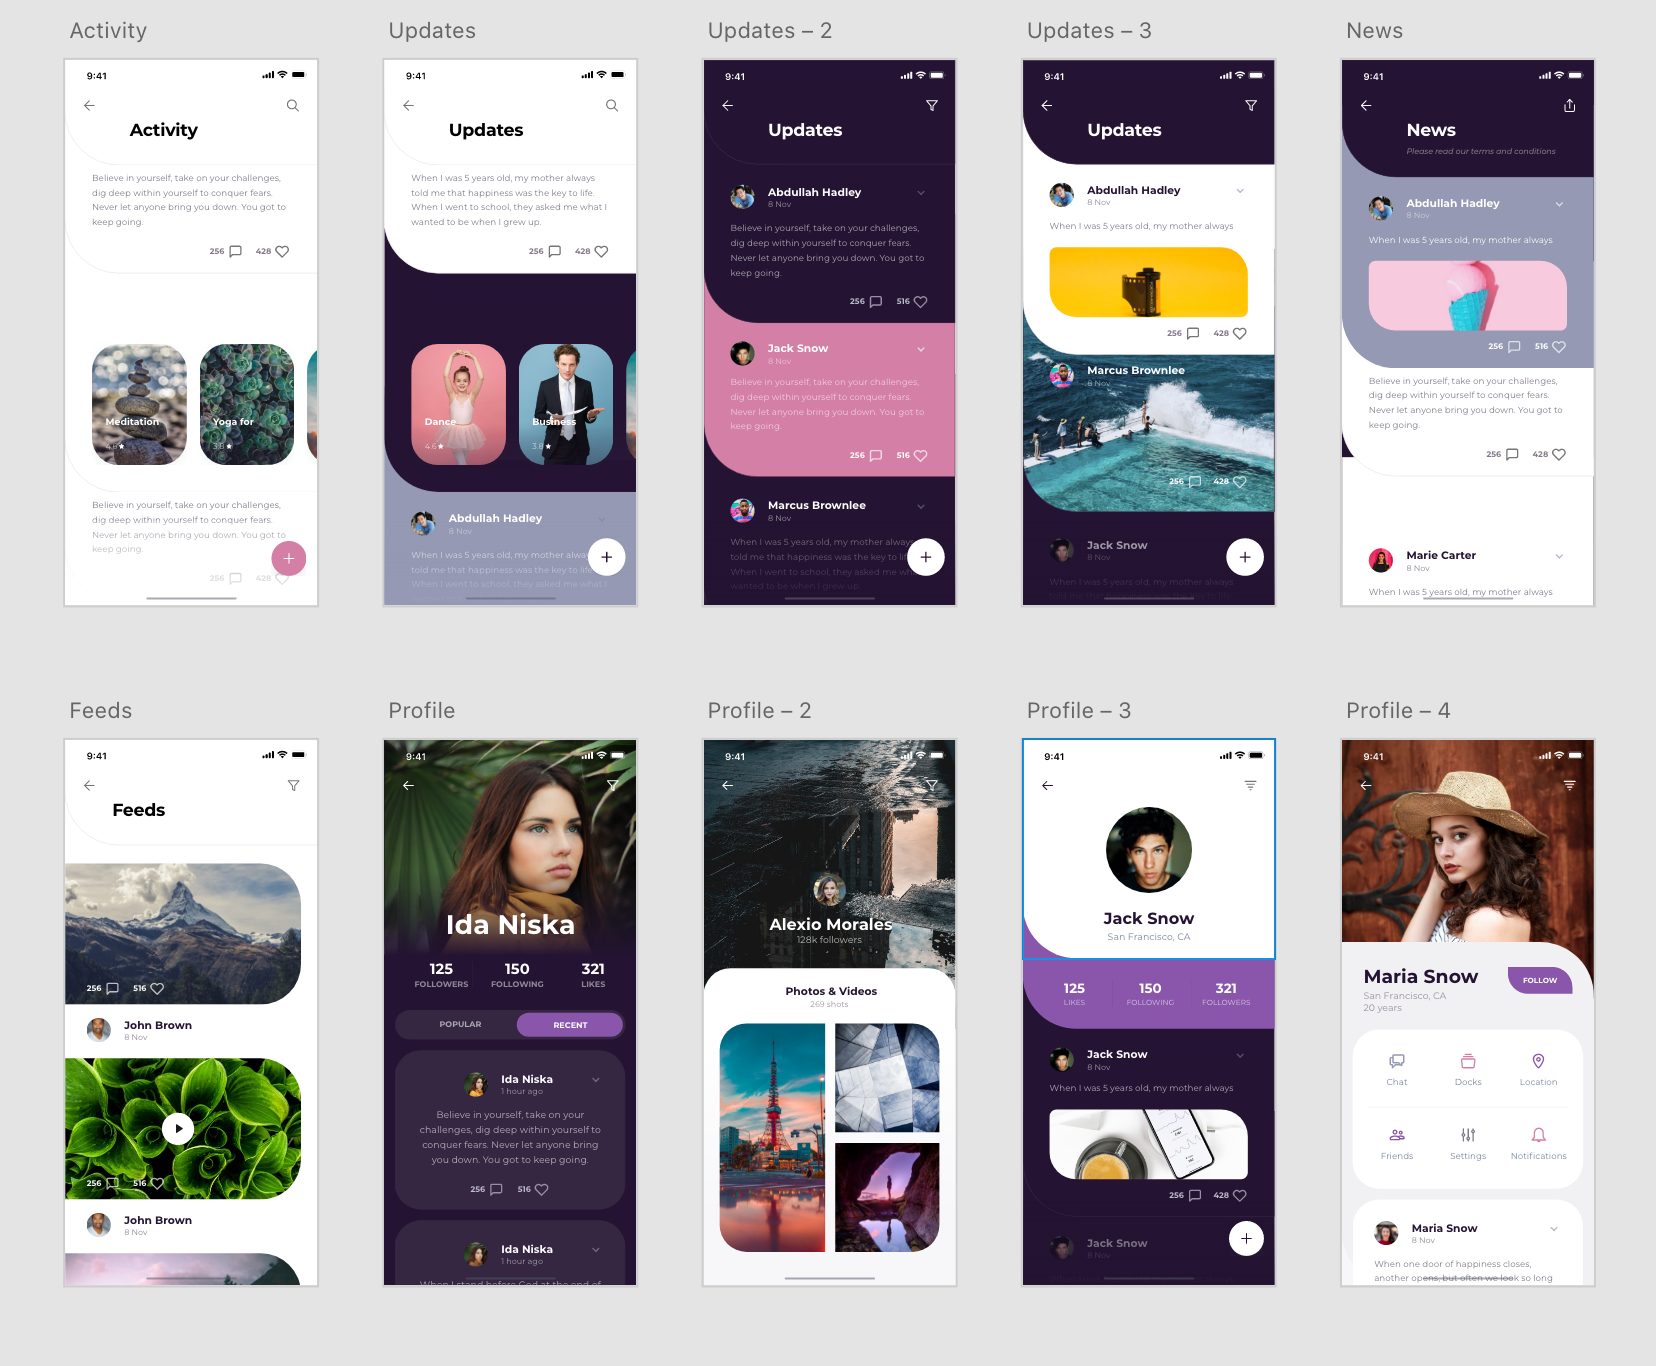 Activity
9:41
Activity
Believe in yourself, take on your challenges,
dig deep within yourself to conquer fears.
Never let anyone bring you down. You got to
keep going.
256
428
Meditation
4.8★
Yoga for
3.8★
Believe in yourself, take on your challenges,
dig deep within yourself to conquer fears.
Never let anyone bring you down. You got to
keep going.
256
428
Updates
9:41
Updates
When I was 5 years old, my mother always
told me that happiness was the key to life.
When I went to school, they asked me what I
wanted to be when I grew up.
256
428
Dance
4.6★
Business
3.8★
Abdullah Hadley
8 Nov
When I was 5 years old, my mother always
told me that happiness was the key to life.
When I went to school, they asked me what I
Updates – 2
9:41
Updates
Abdullah Hadley
8 Nov
Believe in yourself, take on your challenges,
dig deep within yourself to conquer fears.
Never let anyone bring you down. You got to
keep going.
256
516
Jack Snow
8 Nov
Believe in yourself, take on your challenges,
dig deep within yourself to conquer fears.
Never let anyone bring you down. You got to
keep going.
256
516
Marcus Brownlee
8 Nov
When I was 5 years old, my mother always
told me that happiness was the key to life.
When I went to school, they asked me what
wanted to be when I grew up.
Updates – 3
9:41
Updates
Abdullah Hadley
8 Nov
When I was 5 years old, my mother always
256
428
Marcus Brownlee
8 Nov
256
428
Jack Snow
8 Nov
When I was 5 years old, my mother always
told me that happiness was the key to life.
News
9:41
News
Please read our terms and conditions
Abdullah Hadley
8 Nov
When I was 5 years old, my mother always
256
516
Believe in yourself, take on your challenges,
dig deep within yourself to conquer fears.
Never let anyone bring you down. You got to
keep going.
256
428
Marie Carter
8 Nov
When I was 5 years old, my mother always
Feeds
9:41
Feeds
256
516
John Brown
8 Nov
256
516
John Brown
8 Nov
Profile
9:41
Ida Niska
125
150
321
FOLLOWERS
FOLLOWING
LIKES
POPULAR
RECENT
Ida Niska
1 hour ago
Believe in yourself, take on your
challenges, dig deep within yourself to
conquer fears. Never let anyone bring
you down. You got to keep going.
256
516
Ida Niska
1 hour ago
When I stand before God at the end of
Profile – 2
9:41
Alexio Morales
128k followers
Photos & Videos
269 shots
Profile – 3
9:41
Jack Snow
San Francisco, CA
125
150
321
LIKES
FOLLOWING
FOLLOWERS
Jack Snow
8 Nov
When I was 5 years old, my mother always
256
428
Jack Snow
8 Nov
Profile – 4
9:41
Maria Snow
FOLLOW
San Francisco, CA
20 years
Chat
Docks
Location
Friends
Settings
Notifications
Maria Snow
8 Nov
When one door of happiness closes,
another opens, but often we look so long